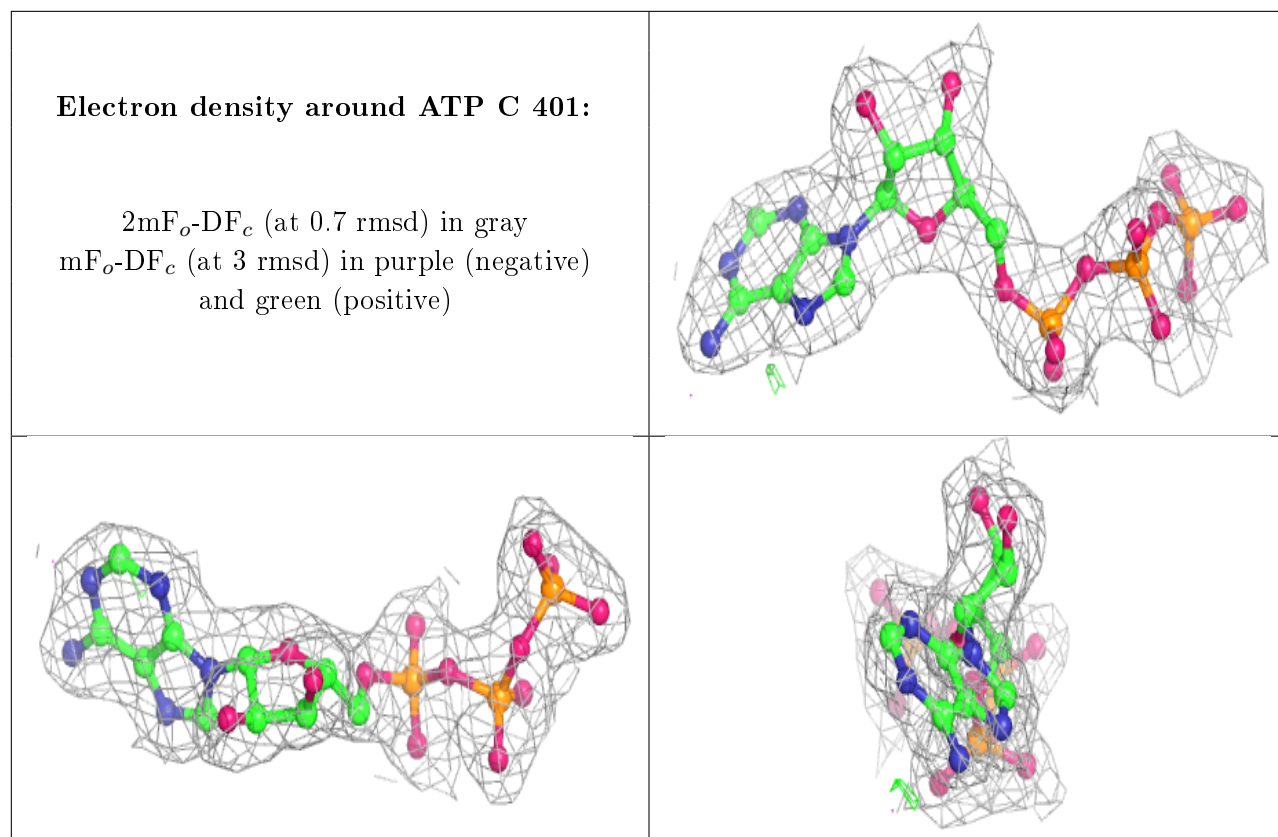 Electron density around ATP C 401:
2mFo-DFc (at 0.7 rmsd) in gray
mFo-DFc (at 3 rmsd) in purple (negative)
and green (positive)